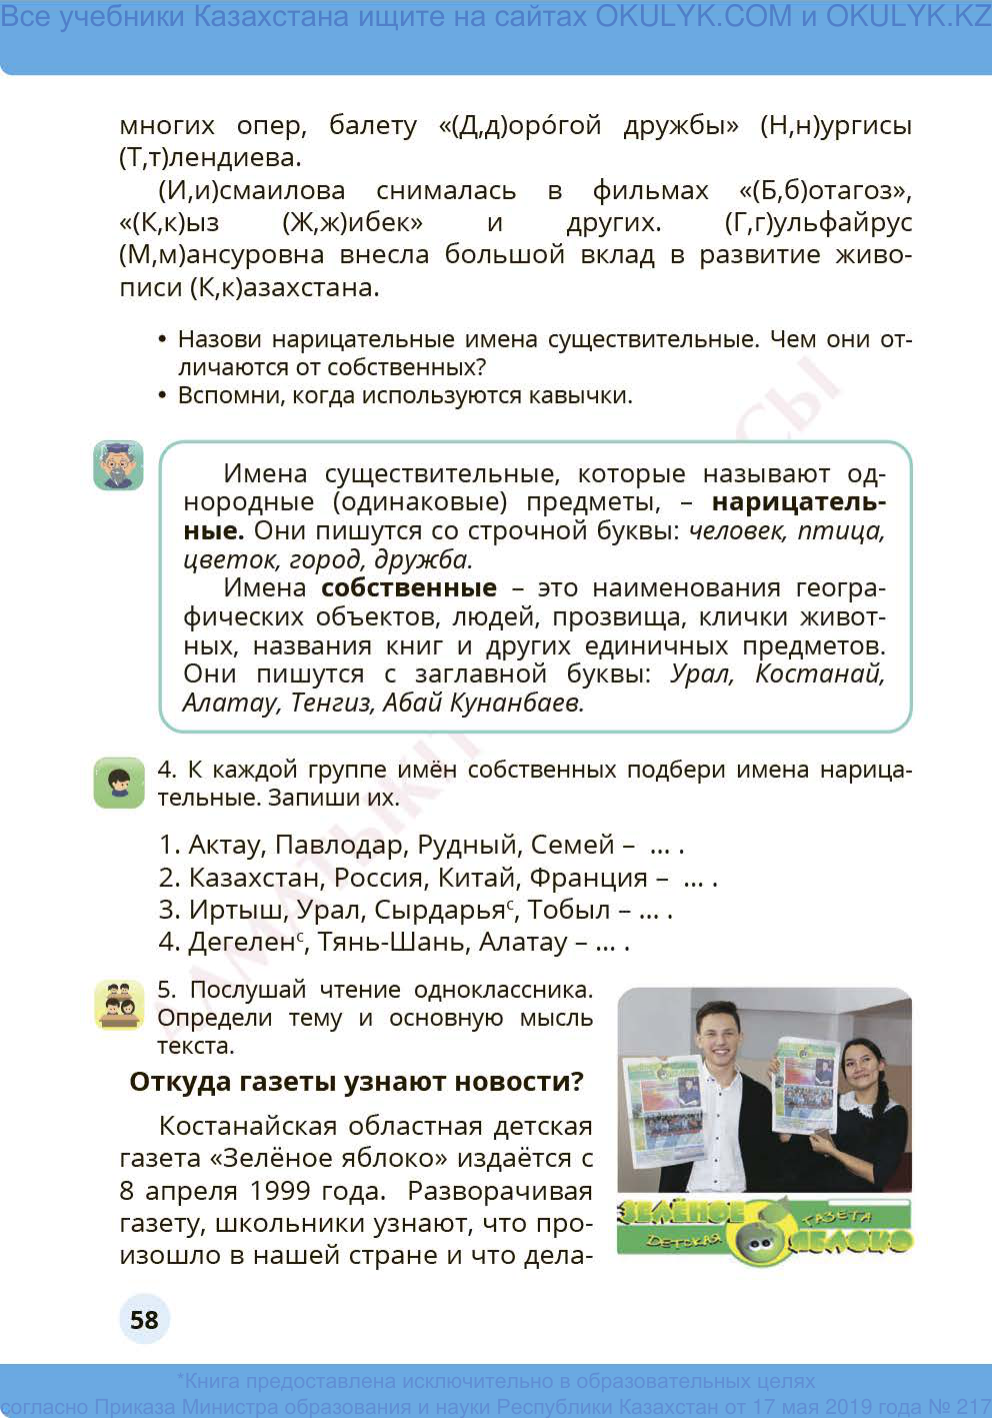 Все учебники Казахстана ищите на сайтах OKULYK.COM и OKULYK.KZ
многих опер, балету «(Д,д)оро́гой дружбы» (Н,н)ургисы
(Т,т)лендиева.
(И,и)смаилова снималась в фильмах «(Б,б)отагоз»,
«(К,к)ыз (Ж,ж)ибек» и других. (Г,г)ульфайрус
(М,м)ансуровна внесла большой вклад в развитие живо-
писи (К,к)азахстана.
• Назови нарицательные имена существительные. Чем они от-
личаются от собственных?
• Вспомни, когда используются кавычки.
Имена существительные, которые называют од-
нородные (одинаковые) предметы, – нарицатель-
ные. Они пишутся со строчной буквы: человек, птица,
цветок, город, дружба.
Имена собственные – это наименования геогра-
фических объектов, людей, прозвища, клички живот-
ных, названия книг и других единичных предметов.
Они пишутся с заглавной буквы: Урал, Костанай,
Алатау, Тенгиз, Абай Кунанбаев.
4. К каждой группе имён собственных подбери имена нарица-
тельные. Запиши их.
1. Актау, Павлодар, Рудный, Семей – ... .
2. Казахстан, Россия, Китай, Франция – ... .
3. Иртыш, Урал, Сырдарьяᶜ, Тобыл – ... .
4. Дегеленᶜ, Тянь-Шань, Алатау – ... .
5. Послушай чтение одноклассника.
Определи тему и основную мысль
текста.
Откуда газеты узнают новости?
Костанайская областная детская
газета «Зелёное яблоко» издаётся с
8 апреля 1999 года. Разворачивая
газету, школьники узнают, что про-
изошло в нашей стране и что дела-
ЗЕЛЁНОЕ ГАЗЕТА
ДЕТСКАЯ ЯБЛОКО
58
*Книга предоставлена исключительно в образовательных целях
согласно Приказа Министра образования и науки Республики Казахстан от 17 мая 2019 года № 217